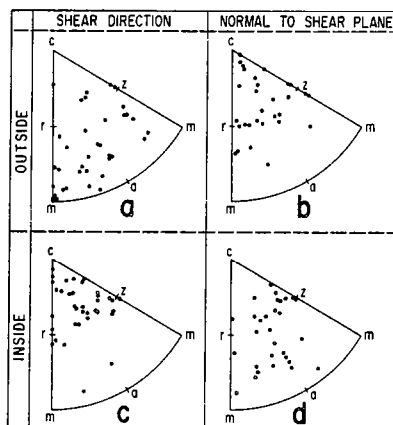 SHEAR DIRECTION NORMAL TO SHEAR PLANE
OUTSIDE
c c
z z
r m r m
a a
m m
a b
INSIDE
c c
z z
r m r m
a a
m m
c d